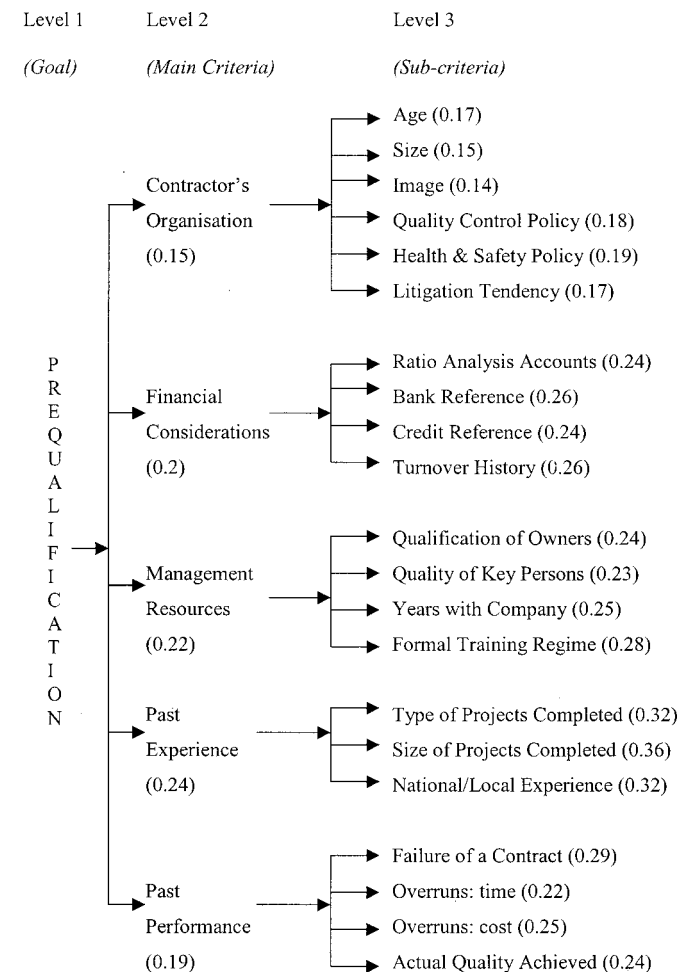 Level 1 Level 2 Level 3
(Goal) (Main Criteria) (Sub-criteria)
PREQUALIFICATION
Contractor's
Organisation
(0.15)
Age (0.17)
Size (0.15)
Image (0.14)
Quality Control Policy (0.18)
Health & Safety Policy (0.19)
Litigation Tendency (0.17)
Financial
Considerations
(0.2)
Ratio Analysis Accounts (0.24)
Bank Reference (0.26)
Credit Reference (0.24)
Turnover History (0.26)
Management
Resources
(0.22)
Qualification of Owners (0.24)
Quality of Key Persons (0.23)
Years with Company (0.25)
Formal Training Regime (0.28)
Past
Experience
(0.24)
Type of Projects Completed (0.32)
Size of Projects Completed (0.36)
National/Local Experience (0.32)
Past
Performance
(0.19)
Failure of a Contract (0.29)
Overruns: time (0.22)
Overruns: cost (0.25)
Actual Quality Achieved (0.24)